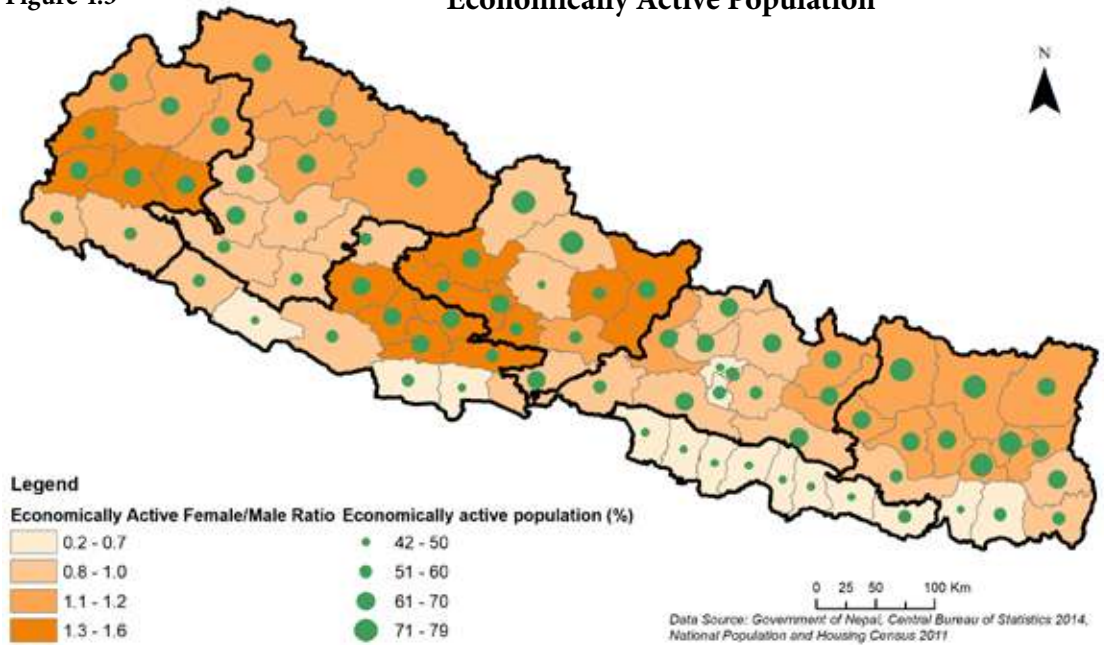 Figure 4.3
Economically Active Population
N
Legend
Economically Active Female/Male Ratio
0.2 - 0.7
0.8 - 1.0
1.1 - 1.2
1.3 - 1.6
Economically active population (%)
42 - 50
51 - 60
61 - 70
71 - 79
0 25 50 100 Km
Data Source: Government of Nepal, Central Bureau of Statistics 2014,
National Population and Housing Census 2011